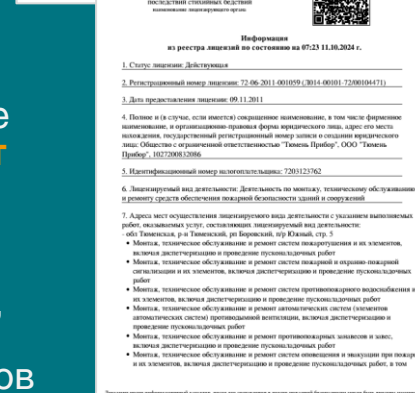 последствий стихийных бедствий
наименование лицензирующего органа
Информация
из реестра лицензий по состоянию на 07:23 11.10.2024 г.
1. Статус лицензии: Действующая
2. Регистрационный номер лицензии: 72-06-2011-001059 (Л014-00101-72/00104471)
3. Дата предоставления лицензии: 09.11.2011
4. Полное и (в случае, если имеется) сокращенное наименование, в том числе фирменное
наименование, и организационно-правовая форма юридического лица, адрес его места
нахождения, государственный регистрационный номер записи о создании юридического
лица: Общество с ограниченной ответственностью "Тюмень Прибор", ООО "Тюмень
Прибор", 1027200832086
5. Идентификационный номер налогоплательщика: 7203123762
6. Лицензируемый вид деятельности: Деятельность по монтажу, техническому обслуживанию
и ремонту средств обеспечения пожарной безопасности зданий и сооружений
7. Адреса мест осуществления лицензируемого вида деятельности с указанием выполняемых
работ, оказываемых услуг, составляющих лицензируемый вид деятельности:
- обл Тюменская, р-н Тюменский, рп Боровский, п/р Южный, стр. 5
• Монтаж, техническое обслуживание и ремонт систем пожаротушения и их элементов,
включая диспетчеризацию и проведение пусконаладочных работ
• Монтаж, техническое обслуживание и ремонт систем пожарной и охранно-пожарной
сигнализации и их элементов, включая диспетчеризацию и проведение пусконаладочных
работ
• Монтаж, техническое обслуживание и ремонт систем противопожарного водоснабжения и
их элементов, включая диспетчеризацию и проведение пусконаладочных работ
• Монтаж, техническое обслуживание и ремонт автоматических систем (элементов
автоматических систем) противодымной вентиляции, включая диспетчеризацию и
проведение пусконаладочных работ
• Монтаж, техническое обслуживание и ремонт противопожарных занавесов и завес,
включая диспетчеризацию и проведение пусконаладочных работ
• Монтаж, техническое обслуживание и ремонт систем оповещения и эвакуации при пожаре
и их элементов, включая диспетчеризацию и проведение пусконаладочных работ, в том
е
т
ов